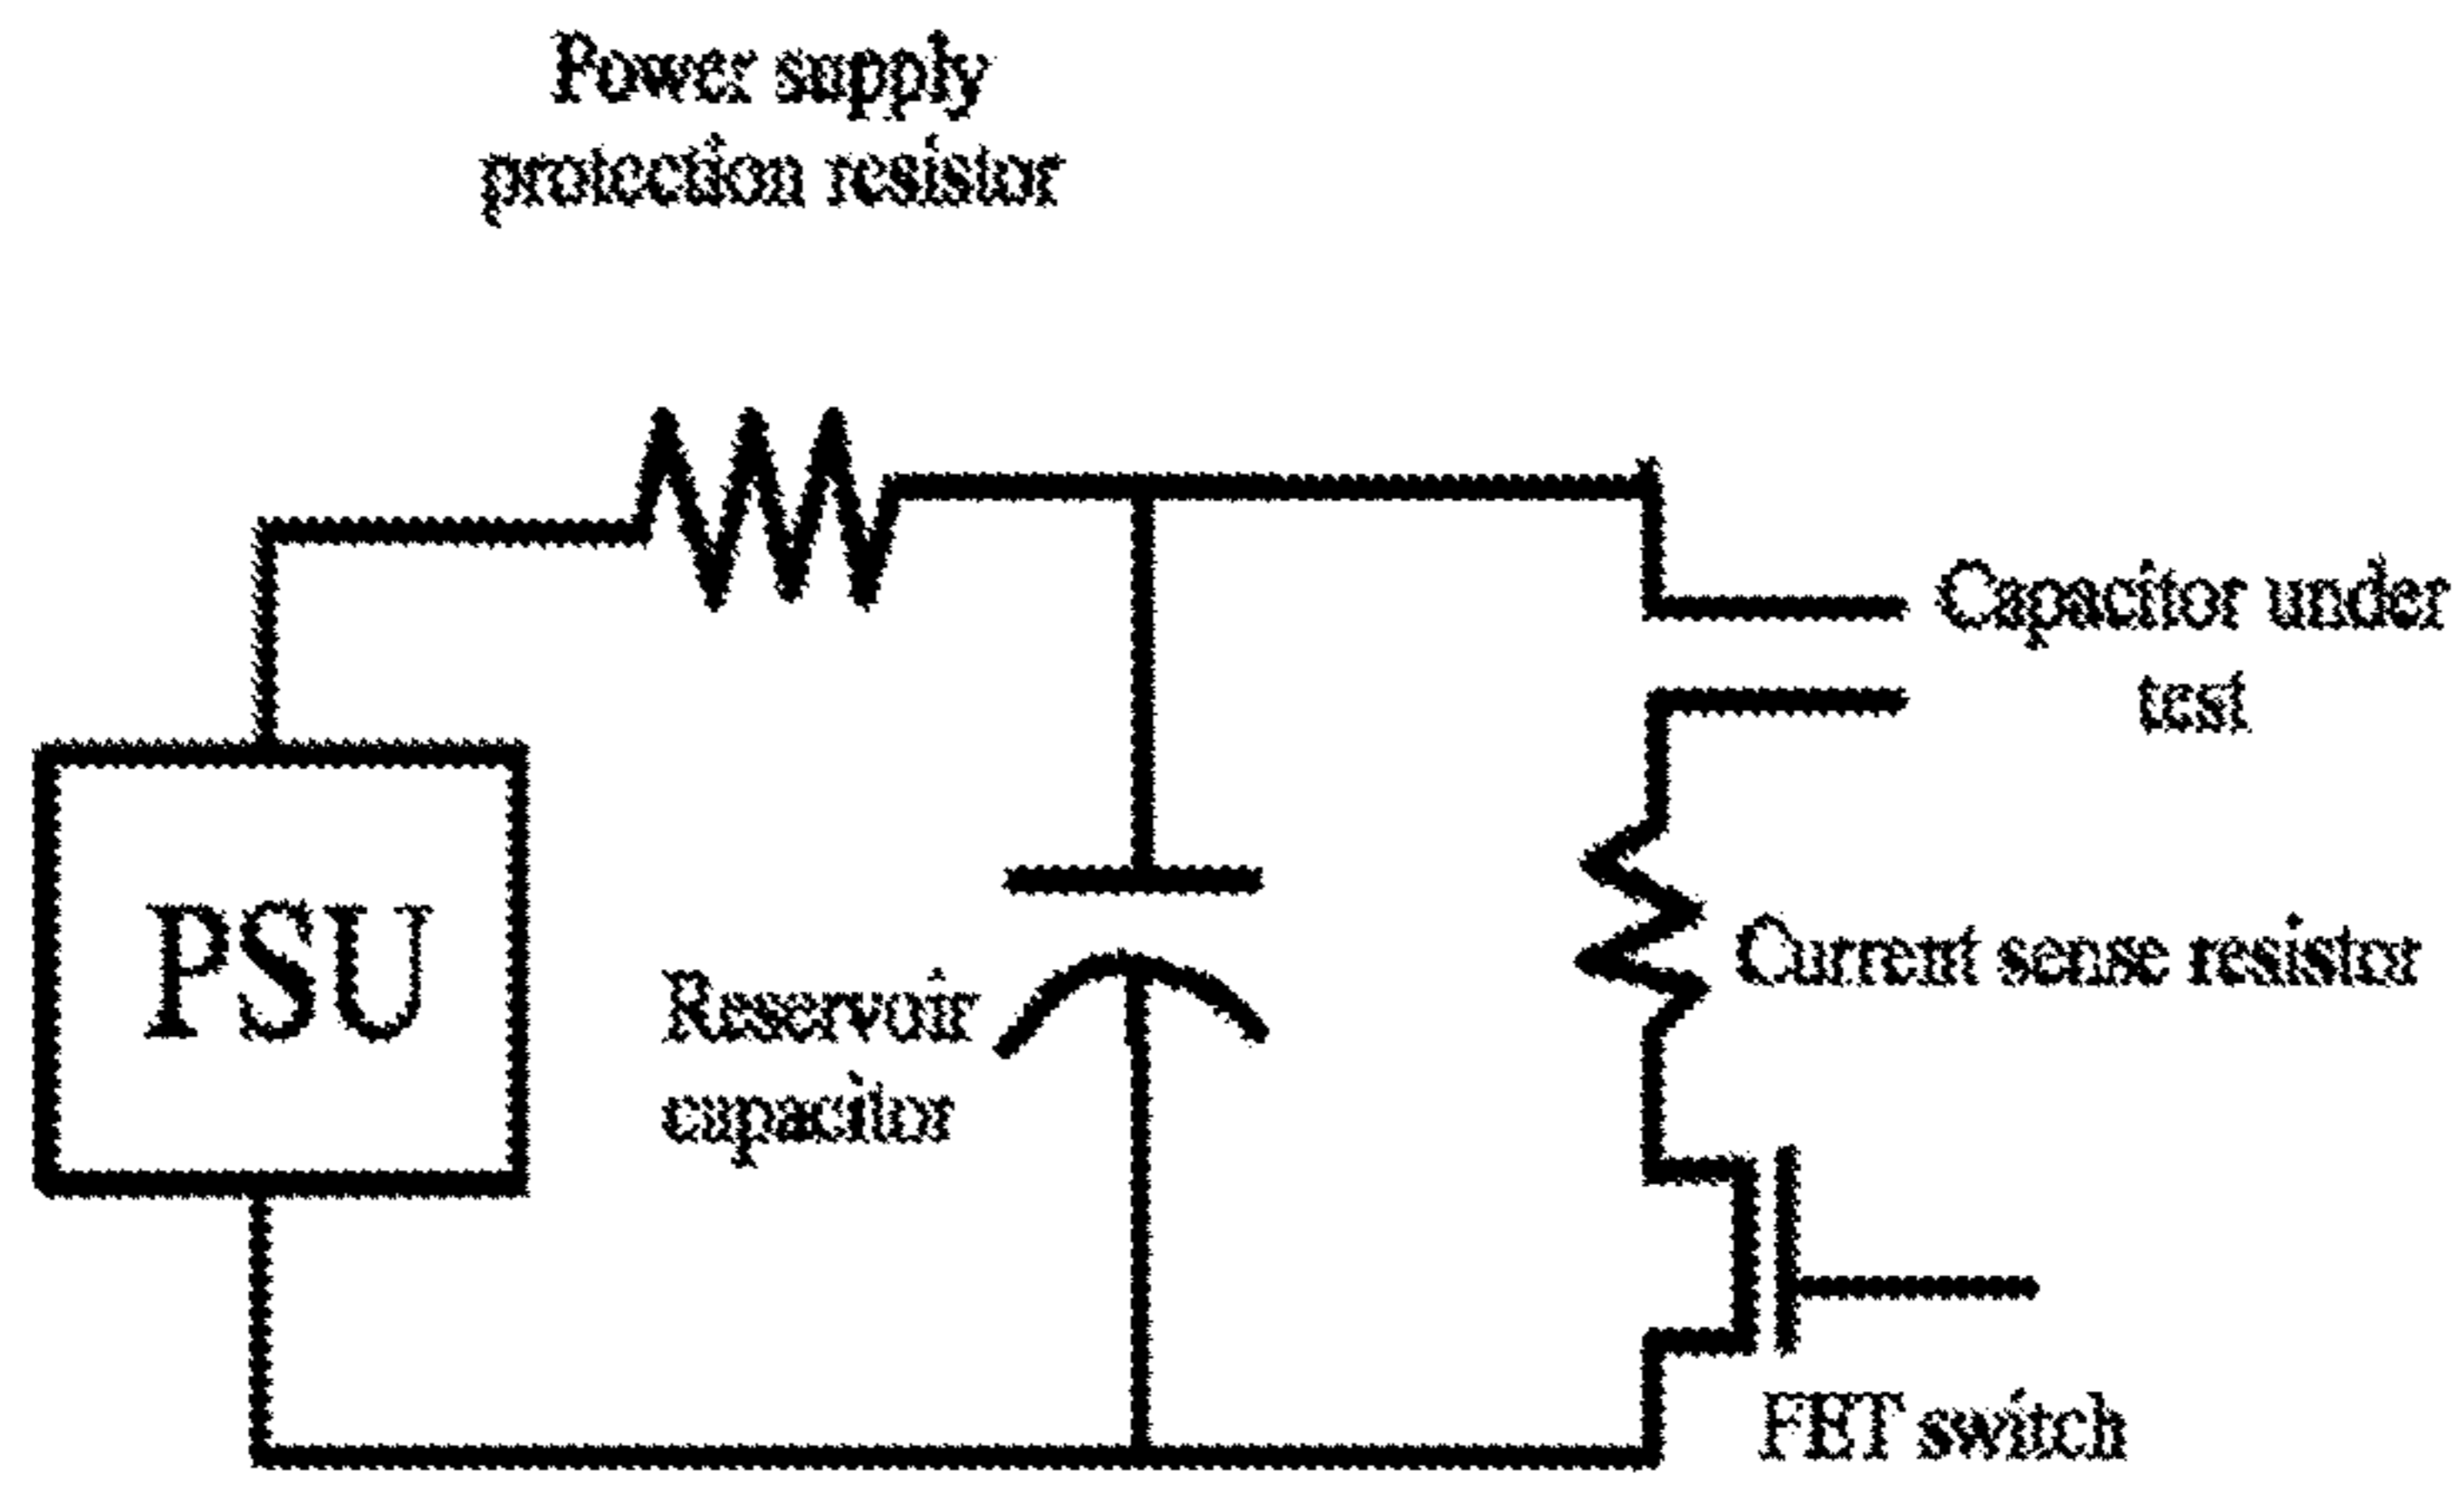 Power supply
protection resistor
Capacitor under
test
PSU
Reservoir
capacitor
Current sense resistor
FET switch